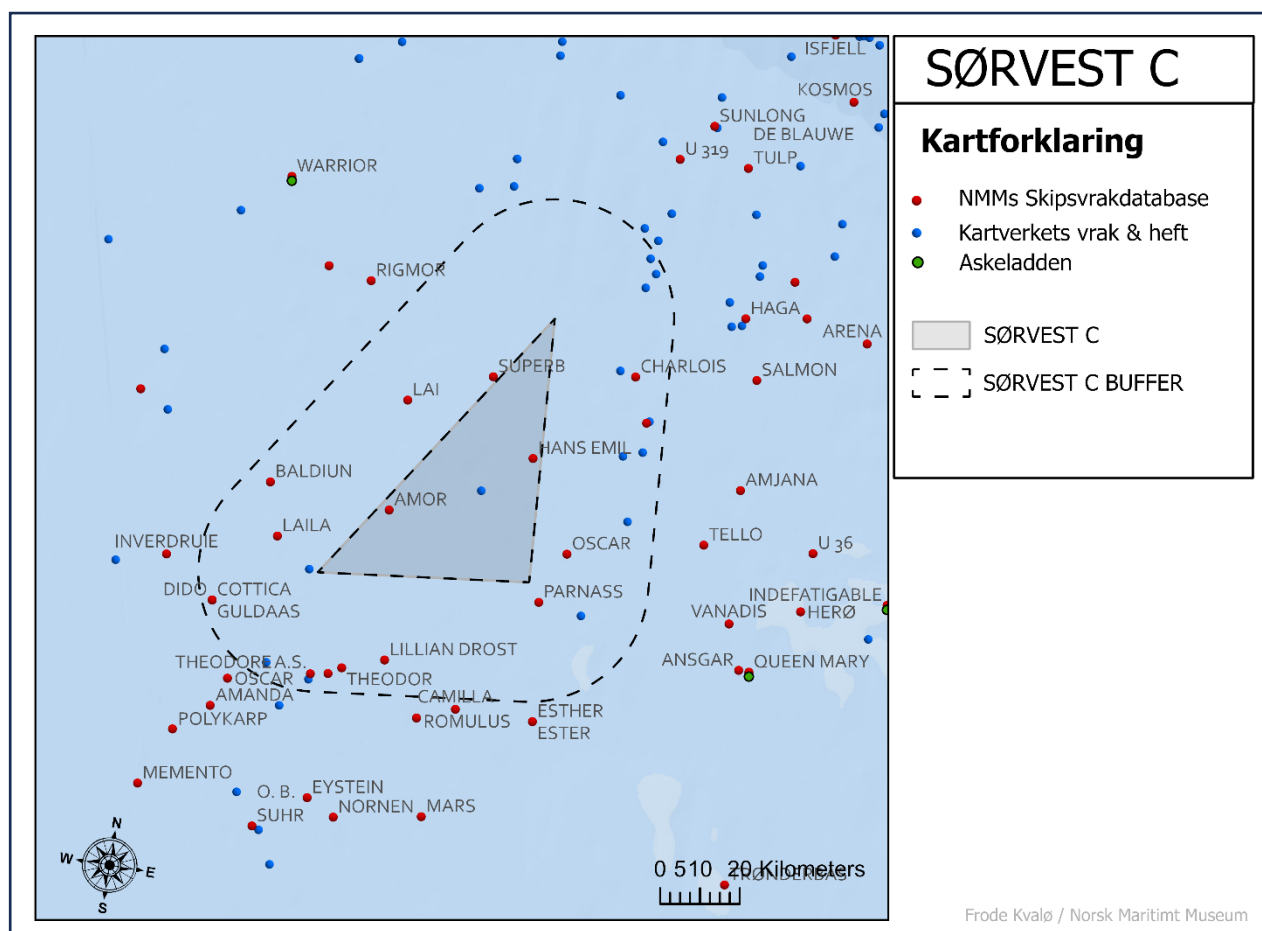 SØRVEST C
Kartforklaring
NMMs Skipsvrakdatabase
Kartverkets vrak & heft
Askeladden
SØRVEST C
SØRVEST C BUFFER
ISFJELL
KOSMOS
SUNLONG
DE BLAUWE
TULP
U 319
WARRIOR
RIGMOR
HAGA
ARENA
SUPERB
CHARLOIS
SALMON
LAI
HANS EMIL
BALDIUN
AMJANA
AMOR
LAILA
INVERDRUIE
OSCAR
TELLO
U 36
DIDO COTTICA
GULDAAS
PARNASS
INDEFATIGABLE
VANADIS
HERØ
LILLIAN DROST
THEODORE A.S.
OSCAR
THEODOR
ANSGAR
QUEEN MARY
AMANDA
CAMILLA
POLYKARP
ROMULUS
ESTHER
ESTER
MEMENTO
O. B.
SUHR
EYSTEIN
NORNEN
MARS
N
W
E
S
0 510 20 Kilometers
TRØNDERBAS
Frode Kvalø / Norsk Maritimt Museum